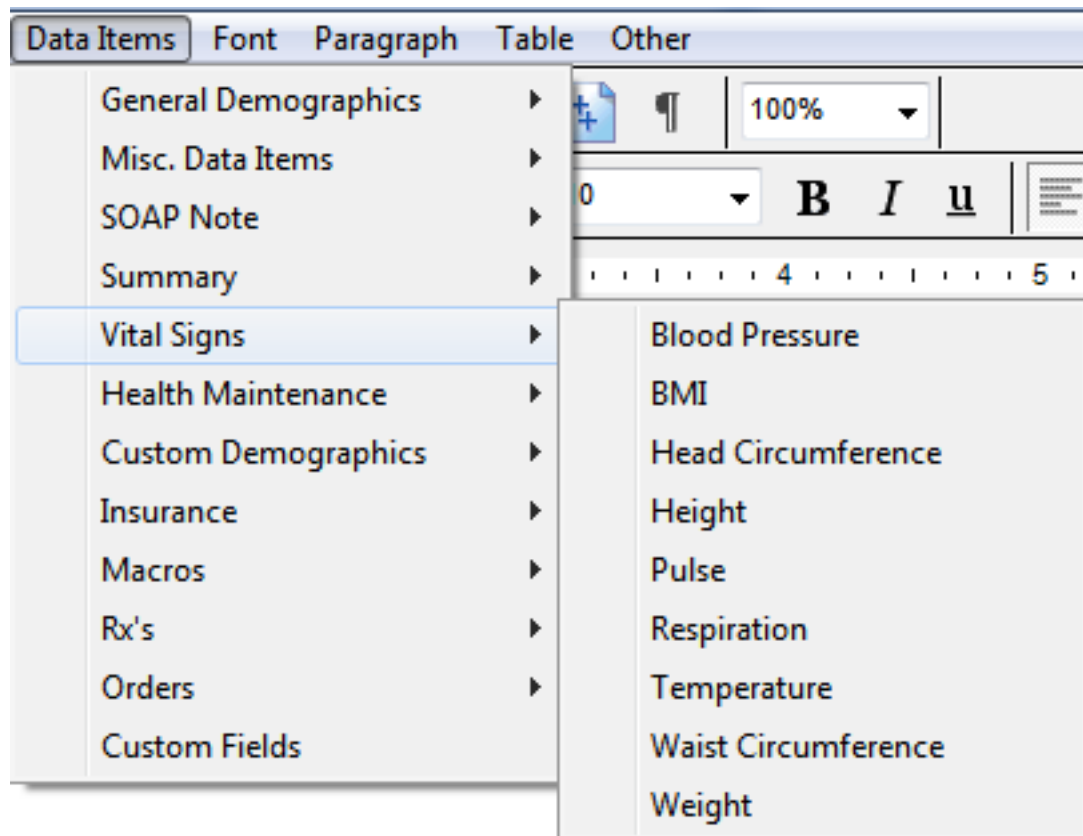 Data Items Font Paragraph Table Other
General Demographics
100%
Misc. Data Items
0 B I u
SOAP Note
Summary
4 5
Vital Signs
Health Maintenance
Custom Demographics
Insurance
Macros
Rx's
Orders
Custom Fields
Blood Pressure
BMI
Head Circumference
Height
Pulse
Respiration
Temperature
Waist Circumference
Weight